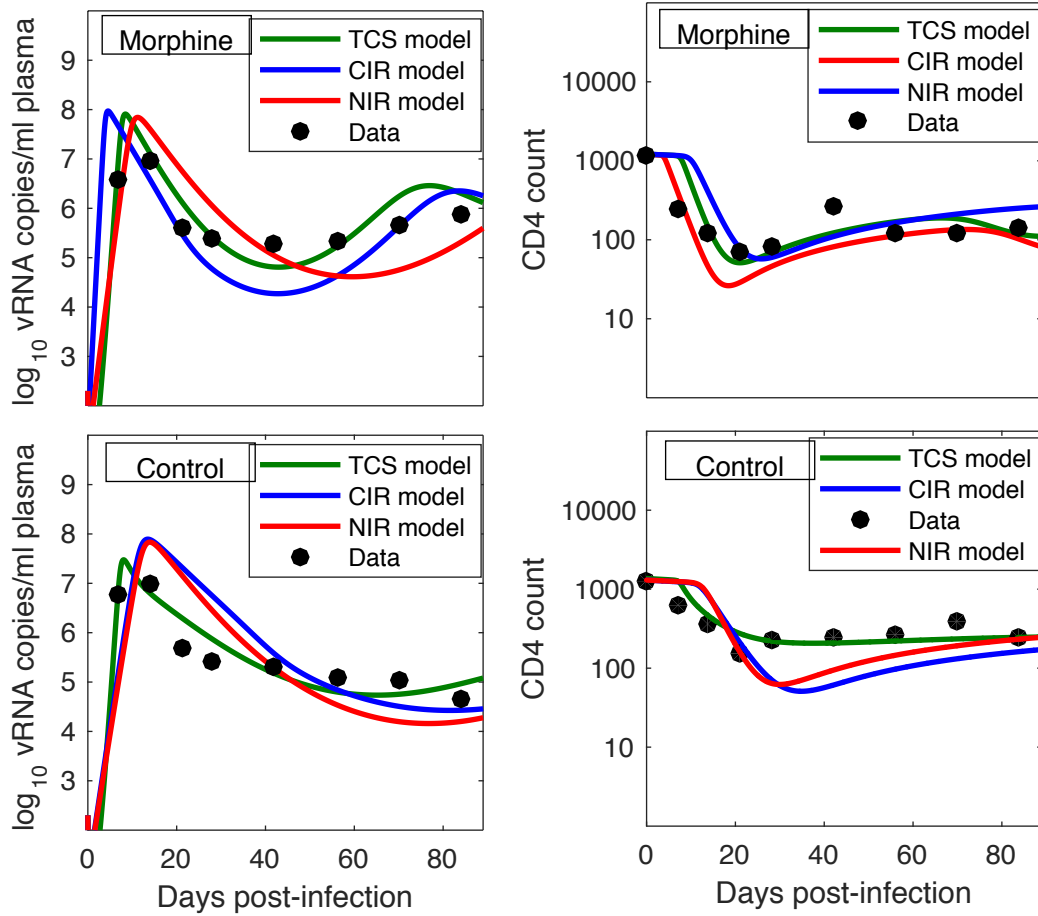 Morphine
TCS model
CIR model
NIR model
Data
9
8
7
6
5
4
3
log10 vRNA copies/ml plasma
Morphine
TCS model
CIR model
NIR model
Data
10000
1000
100
10
CD4 count
Control
TCS model
CIR model
NIR model
Data
9
8
7
6
5
4
3
log10 vRNA copies/ml plasma
0 20 40 60 80
Days post-infection
Control
TCS model
CIR model
Data
NIR model
10000
1000
100
10
CD4 count
0 20 40 60 80
Days post-infection